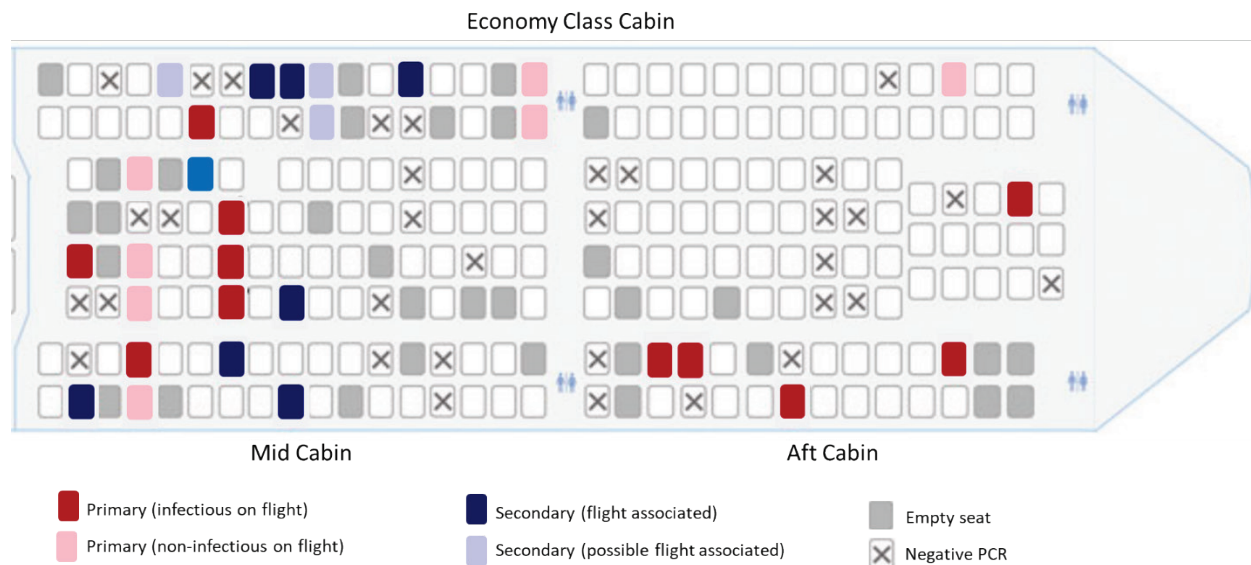 Economy Class Cabin
Mid Cabin
Aft Cabin
Primary (infectious on flight)
Secondary (flight associated)
Empty seat
Primary (non-infectious on flight)
Secondary (possible flight associated)
Negative PCR